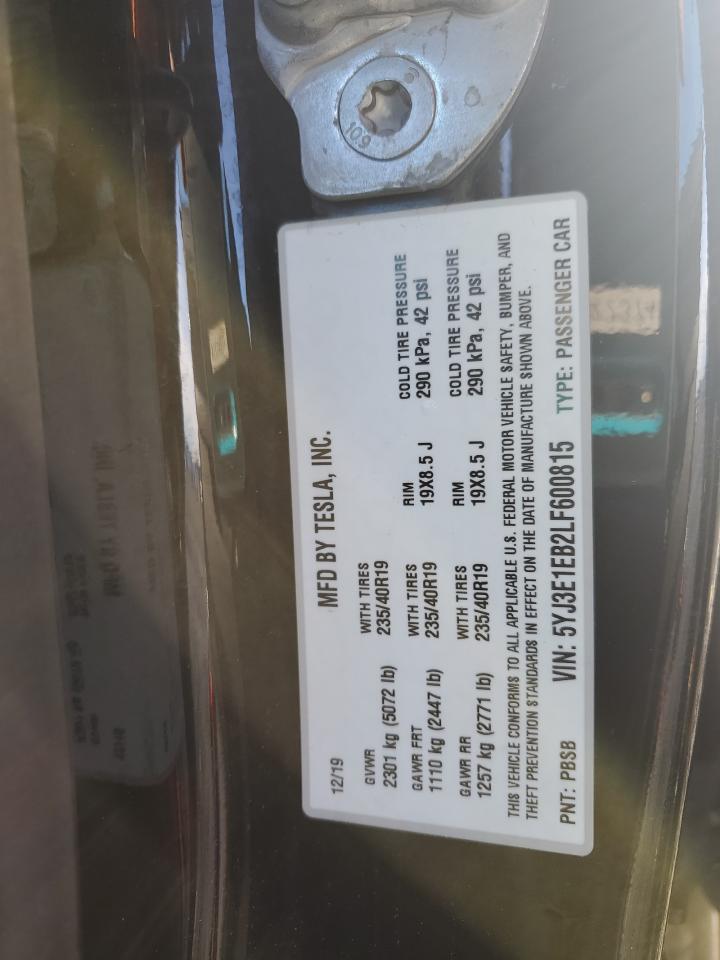 109
12/19
MFD BY TESLA, INC.
GVWR WITH TIRES
2301 kg (5072 lb) 235/40R19
GAWR FRT WITH TIRES RIM COLD TIRE PRESSURE
1110 kg (2447 lb) 235/40R19 19X8.5 J 290 kPa, 42 psi
GAWR RR WITH TIRES RIM COLD TIRE PRESSURE
1257 kg (2771 lb) 235/40R19 19X8.5 J 290 kPa, 42 psi
THIS VEHICLE CONFORMS TO ALL APPLICABLE U.S. FEDERAL MOTOR VEHICLE SAFETY, BUMPER, AND
THEFT PREVENTION STANDARDS IN EFFECT ON THE DATE OF MANUFACTURE SHOWN ABOVE.
PNT: PBSB VIN: 5YJ3E1EB2LF600815 TYPE: PASSENGER CAR